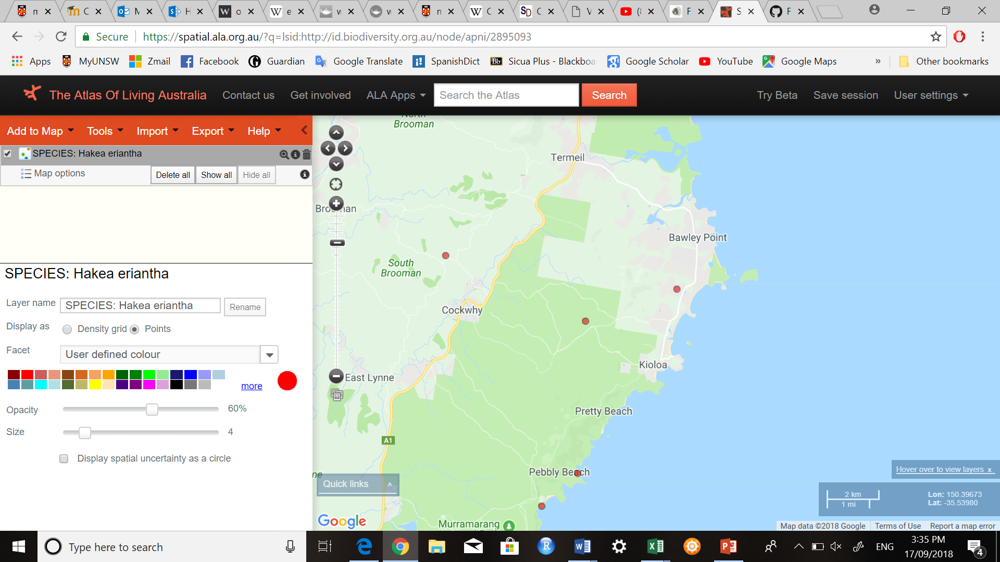 n
C
M
H
o
e
w
w
n
C
C
V
(8
F
S
F
Secure
https://spatial.ala.org.au/?q=lsid:http://id.biodiversity.org.au/node/apni/2895093
Apps MyUNSW Zmail Facebook Guardian Google Translate SpanishDict Sicua Plus - Blackboa Google Scholar YouTube Google Maps » Other bookmarks
The Atlas Of Living Australia Contact us Get involved ALA Apps Search the Atlas Search Try Beta Save session User settings
Add to Map Tools Import Export Help
SPECIES: Hakea eriantha
Map options Delete all Show all Hide all
SPECIES: Hakea eriantha
Layer name SPECIES: Hakea eriantha Rename
Display as Density grid Points
Facet User defined colour
more
Opacity 60%
Size 4
Display spatial uncertainty as a circle
North
Brooman
Termeil
Bawley Point
South
Brooman
Cockwhy
Kioloa
East Lynne
Pretty Beach
A1
Pebbly Beach
ne
Quick links ^
Google
Murramarang
Hover over to view layers x
2 km
1 mi
Lon: 150.39673
Lat: -35.53980
Map data ©2018 Google Terms of Use Report a map error
Type here to search
ENG
3:35 PM
17/09/2018
4